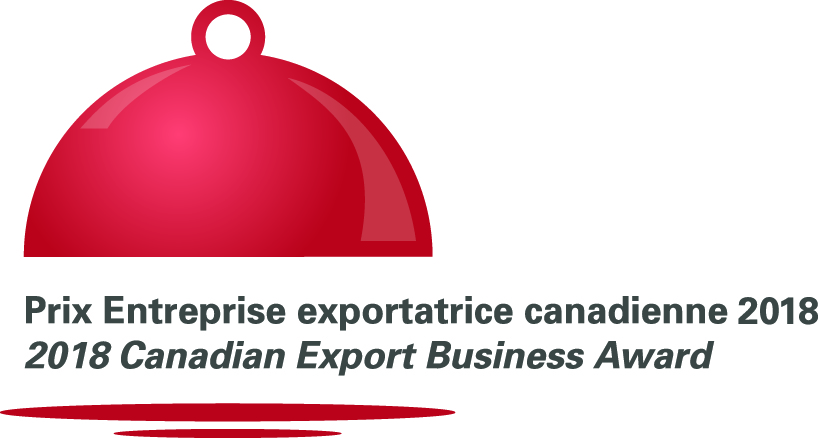 Prix Entreprise exportatrice canadienne 2018
2018 Canadian Export Business Award